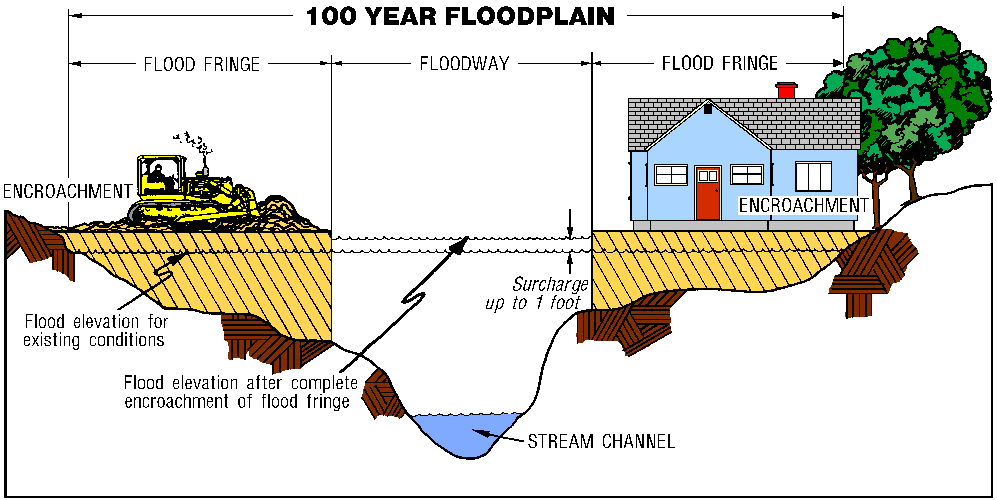 100 YEAR FLOODPLAIN
FLOOD FRINGE
FLOODWAY
FLOOD FRINGE
ENCROACHMENT
ENCROACHMENT
Surcharge
up to 1 foot
Flood elevation for
existing conditions
Flood elevation after complete
encroachment of flood fringe
STREAM CHANNEL